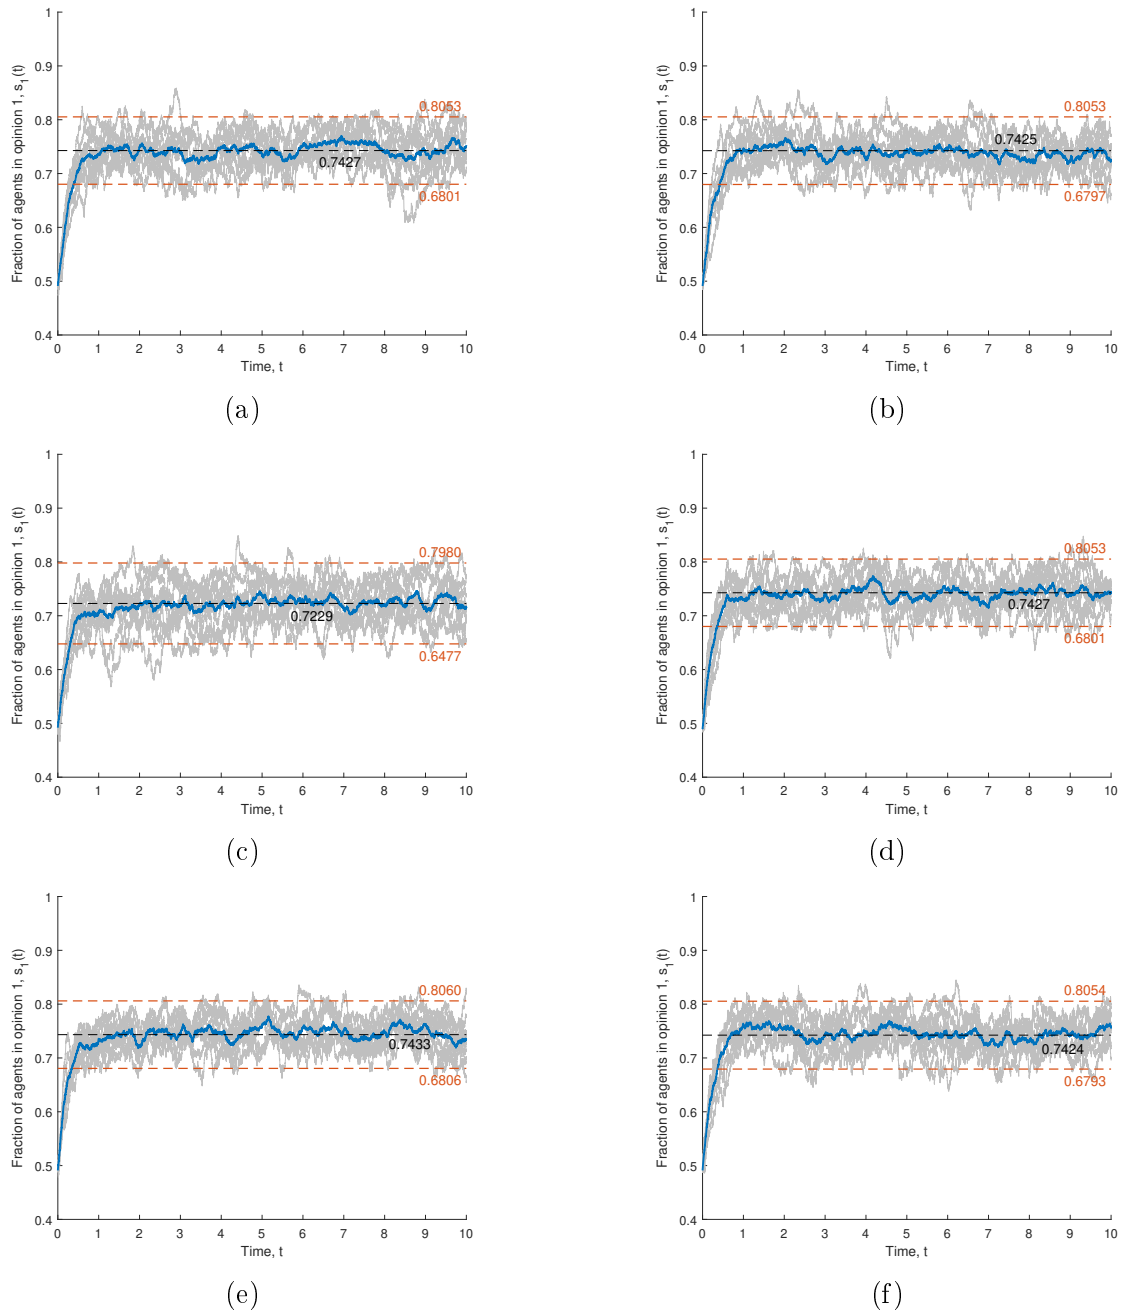 1
0.9
0.8
0.7
0.6
0.5
0.4
0 1 2 3 4 5 6 7 8 9 10
Time, t
Fraction of agents in opinion 1, s1(t)
0.8053
0.7427
0.6801
(a)
1
0.9
0.8
0.7
0.6
0.5
0.4
0 1 2 3 4 5 6 7 8 9 10
Time, t
Fraction of agents in opinion 1, s1(t)
0.8053
0.7425
0.6797
(b)
1
0.9
0.8
0.7
0.6
0.5
0.4
0 1 2 3 4 5 6 7 8 9 10
Time, t
Fraction of agents in opinion 1, s1(t)
0.7980
0.7229
0.6477
(c)
1
0.9
0.8
0.7
0.6
0.5
0.4
0 1 2 3 4 5 6 7 8 9 10
Time, t
Fraction of agents in opinion 1, s1(t)
0.8053
0.7427
0.6801
(d)
1
0.9
0.8
0.7
0.6
0.5
0.4
0 1 2 3 4 5 6 7 8 9 10
Time, t
Fraction of agents in opinion 1, s1(t)
0.8060
0.7433
0.6806
(e)
1
0.9
0.8
0.7
0.6
0.5
0.4
0 1 2 3 4 5 6 7 8 9 10
Time, t
Fraction of agents in opinion 1, s1(t)
0.8054
0.7424
0.6793
(f)